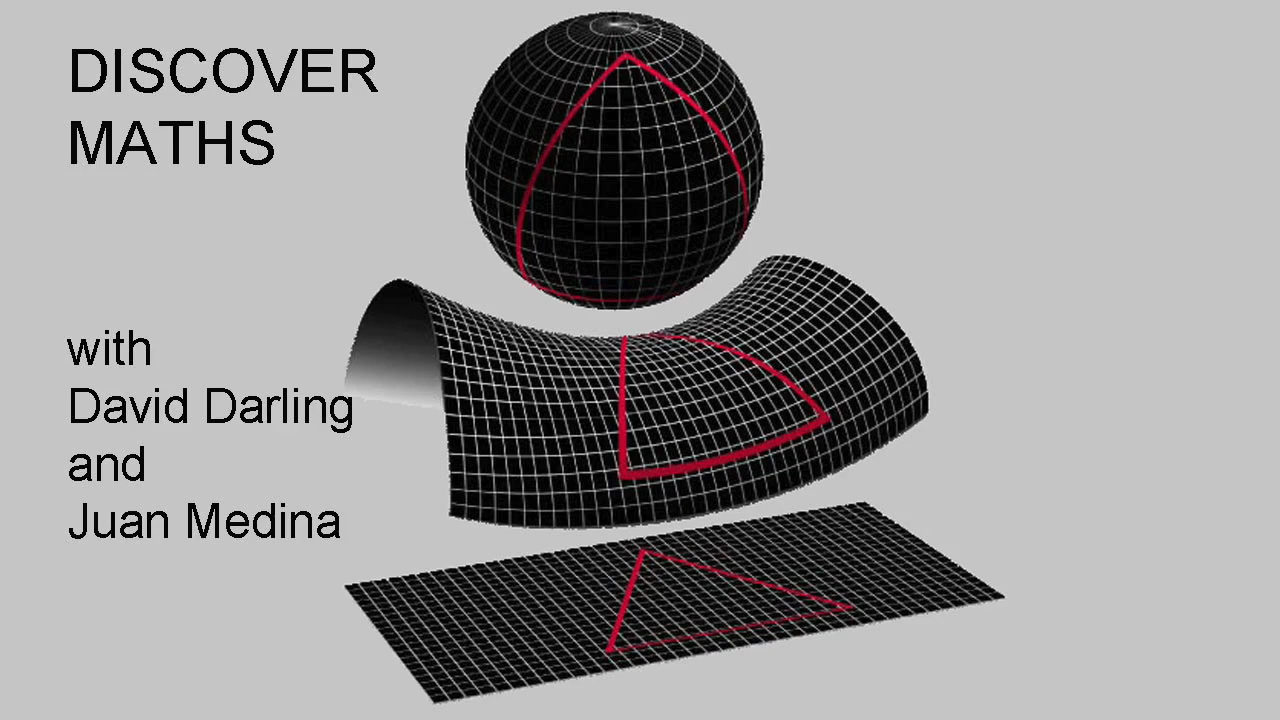 DISCOVER
MATHS
with
David Darling
and
Juan Medina